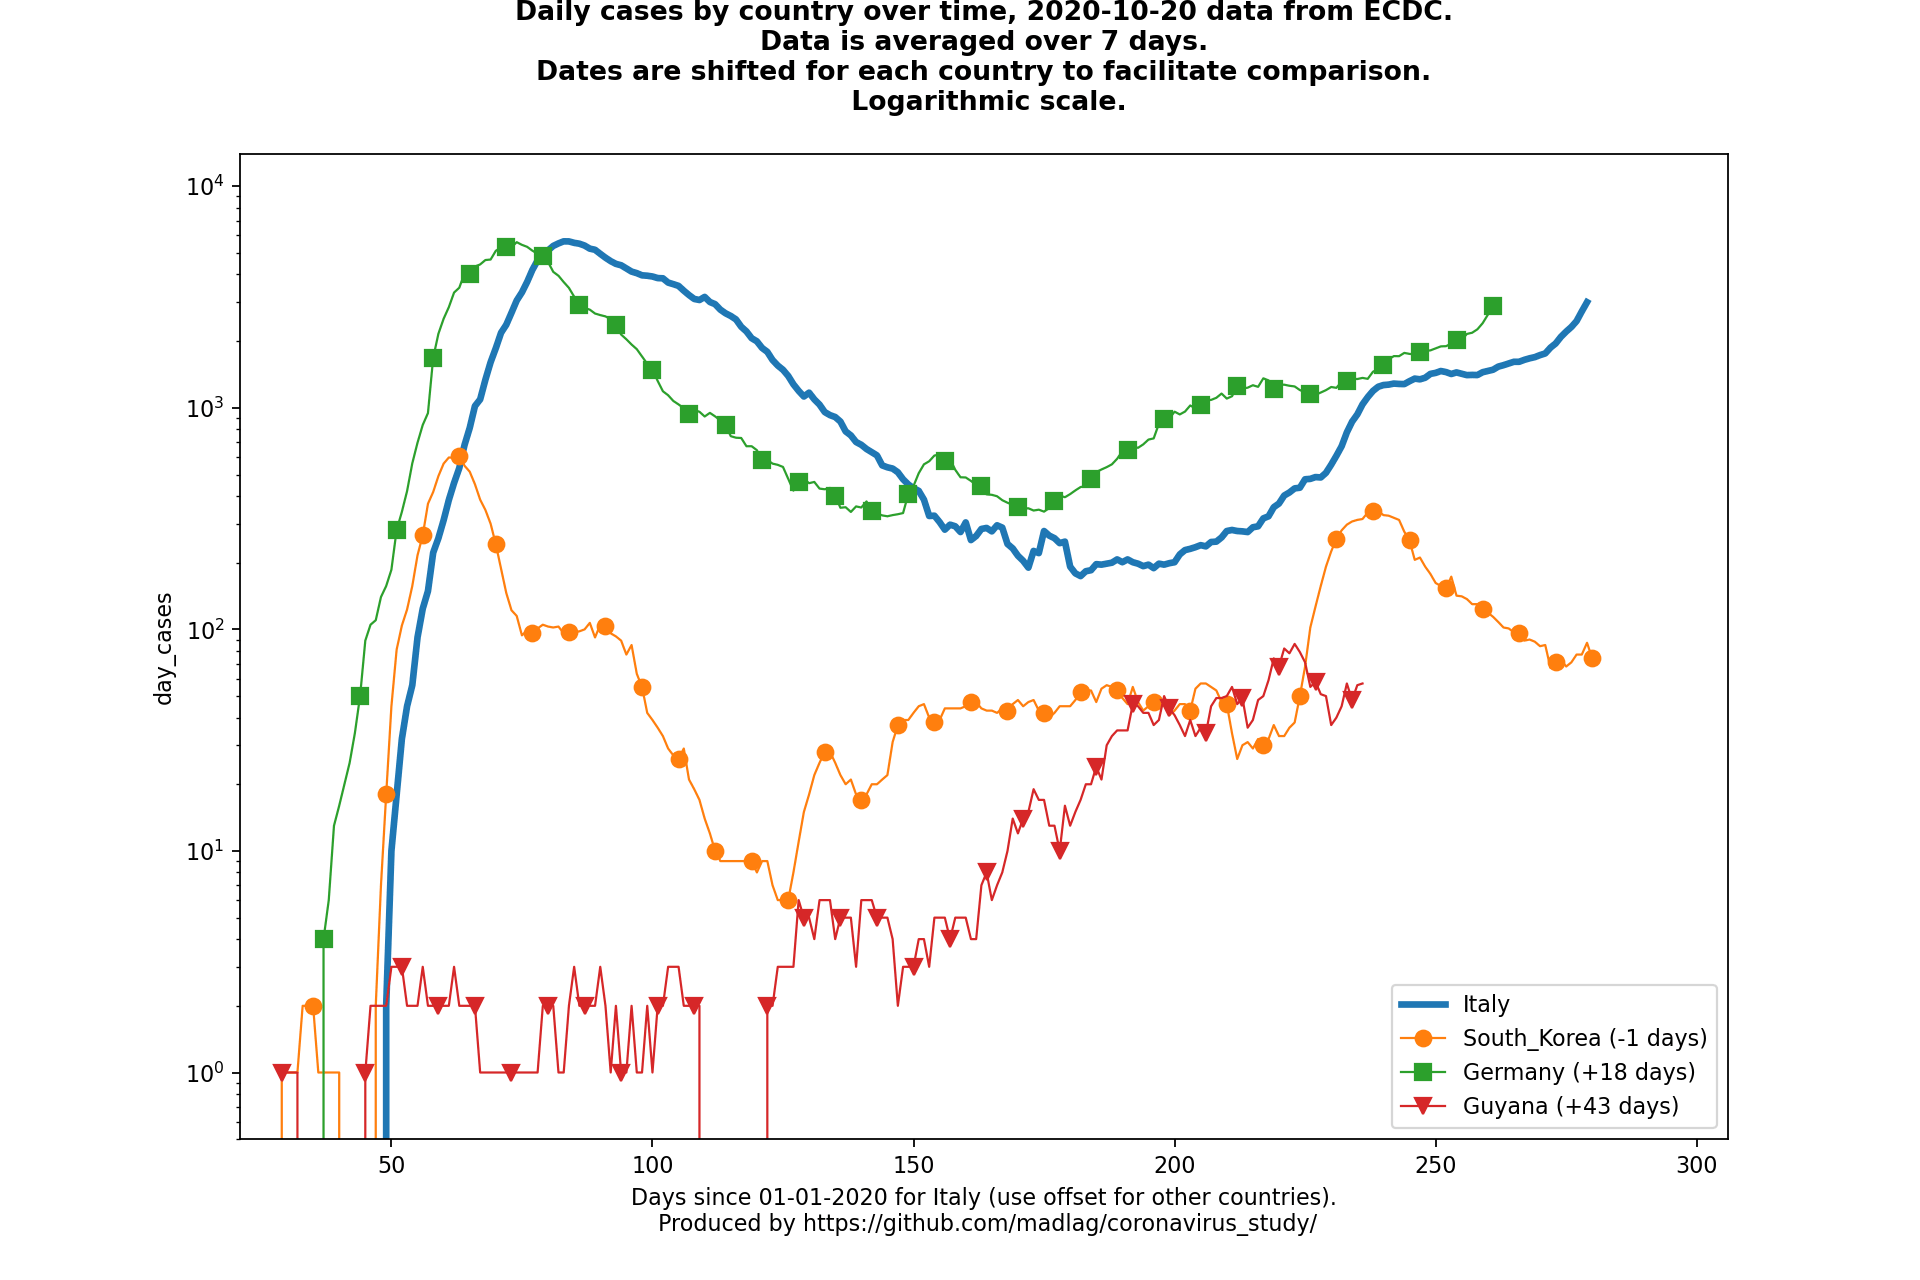 Daily cases by country over time, 2020-10-20 data from ECDC.
Data is averaged over 7 days.
Dates are shifted for each country to facilitate comparison.
Logarithmic scale.
10^4
10^3
10^2
10^1
10^0
day_cases
Italy
South_Korea (-1 days)
Germany (+18 days)
Guyana (+43 days)
50 100 150 200 250 300
Days since 01-01-2020 for Italy (use offset for other countries).
Produced by https://github.com/madlag/coronavirus_study/